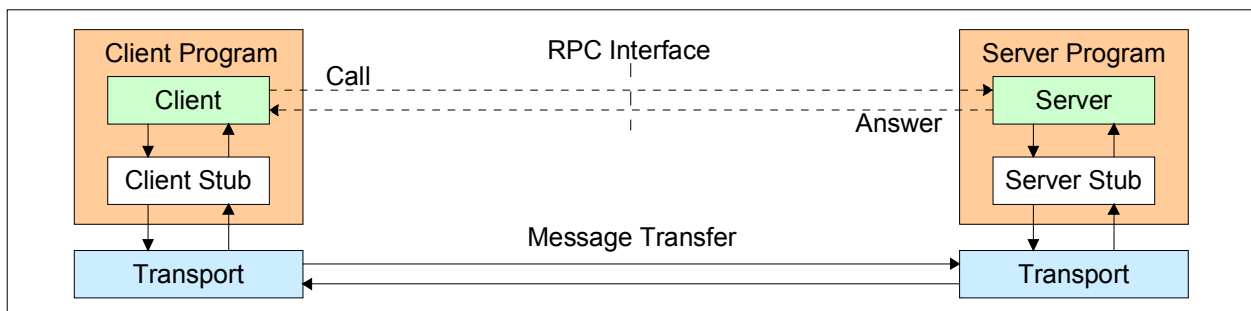 Client Program
RPC Interface
Server Program
Call
Client
Server
Answer
Client Stub
Server Stub
Message Transfer
Transport
Transport